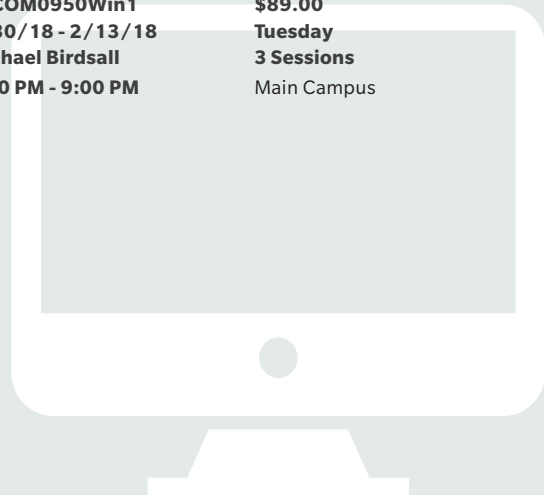 COM0950Win1 $89.00
30/18 - 2/13/18 Tuesday
hael Birdsall 3 Sessions
0 PM - 9:00 PM Main Campus